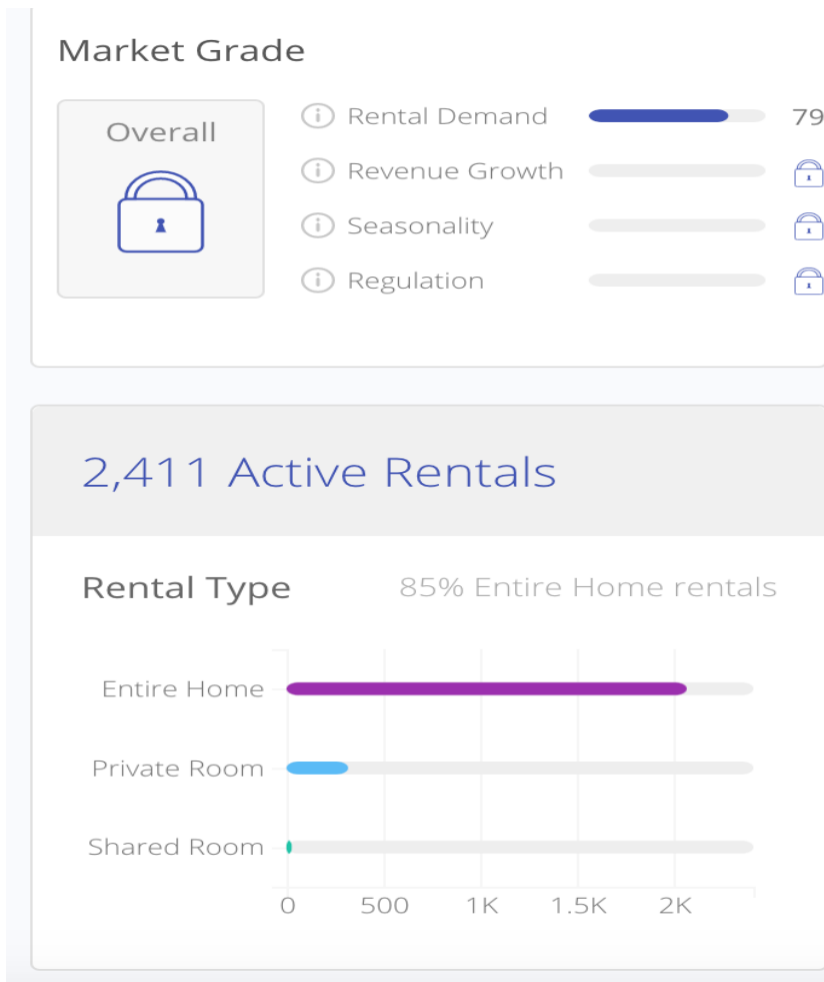 Market Grade
Overall
Rental Demand 79
Revenue Growth
Seasonality
Regulation
2,411 Active Rentals
Rental Type 85% Entire Home rentals
Entire Home
Private Room
Shared Room
0 500 1K 1.5K 2K